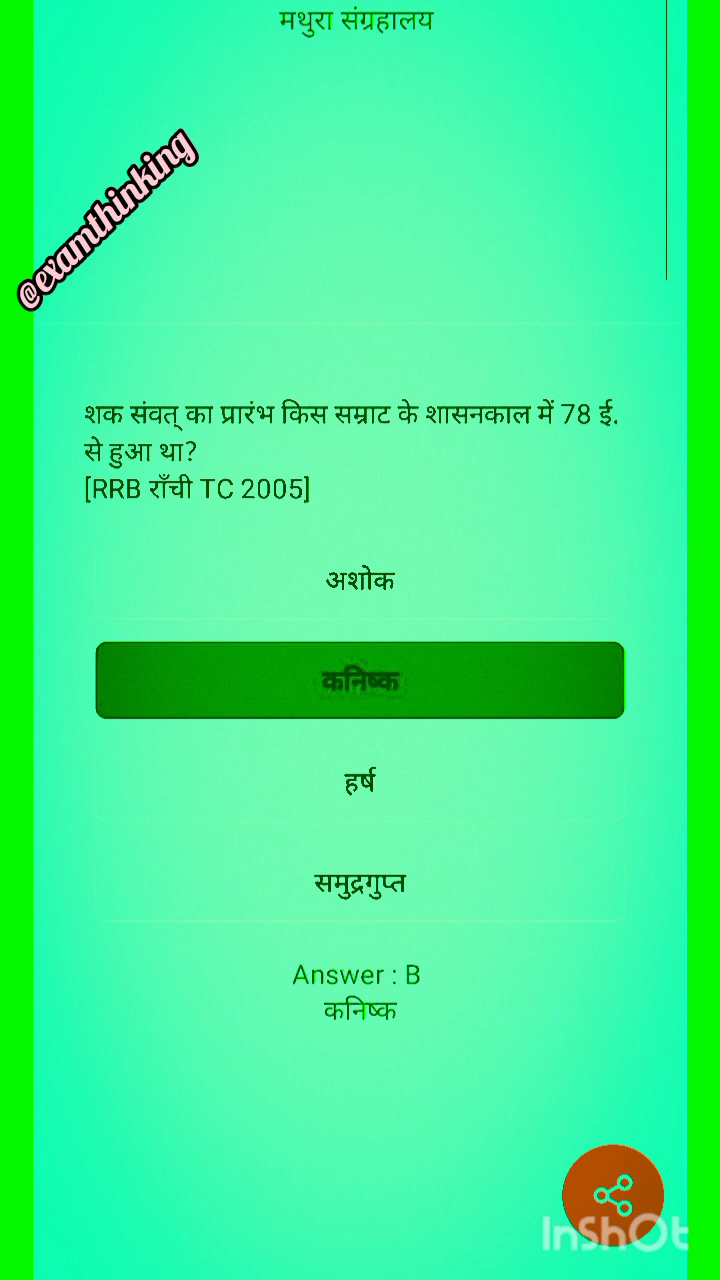 मथुरा संग्रहालय
@examthinking
शक संवत् का प्रारंभ किस सम्राट के शासनकाल में 78 ई.
से हुआ था?
[RRB राँची TC 2005]
अशोक
कनिष्क
हर्ष
समुद्रगुप्त
Answer : B
कनिष्क
InShOt